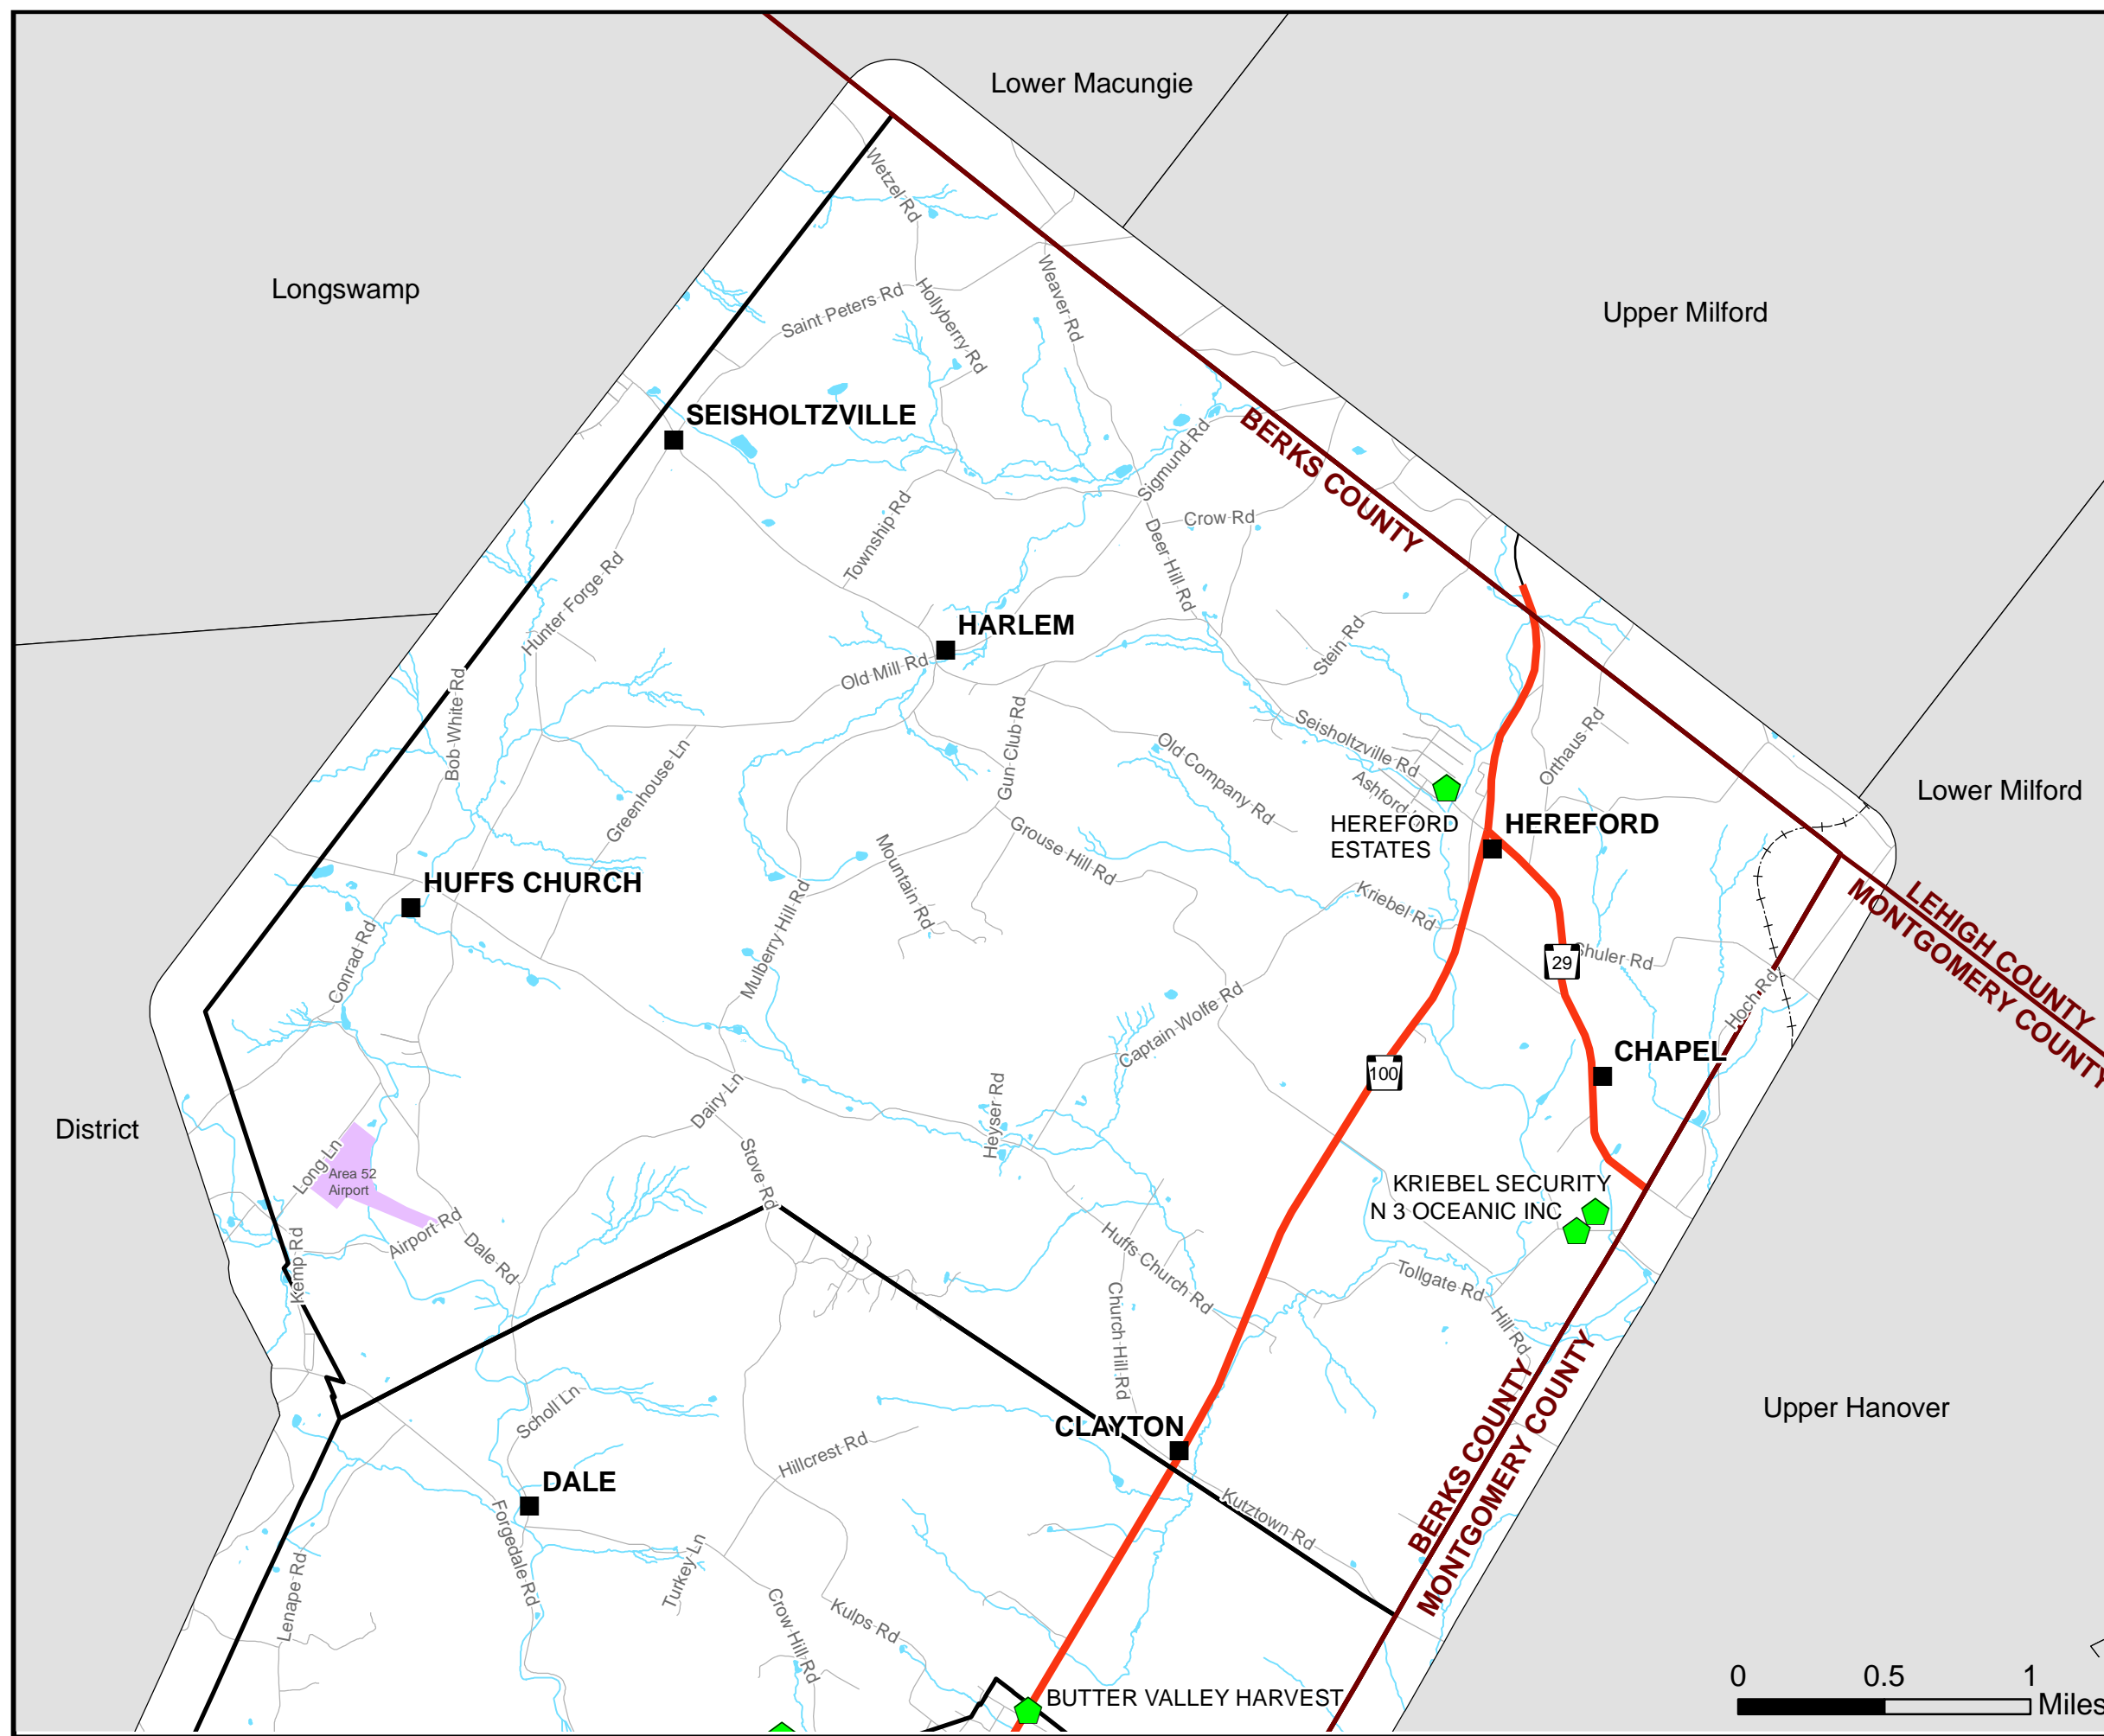 Lower Macungie
Wetzel Rd
Longswamp
Upper Milford
Saint Peters Rd
Hollyberry Rd
Weaver Rd
SEISHOLTZVILLE
BERKS COUNTY
Sigmund Rd
Township Rd
Crow Rd
Deer Hill Rd
Hunter Forge Rd
HARLEM
Stein Rd
Old Mill Rd
Bob White Rd
Gun Club Rd
Seisholtzville Rd
Orthaus Rd
Greenhouse Ln
Old Company Rd
Ashford
Lower Milford
HEREFORD
ESTATES
HEREFORD
Grouse Hill Rd
Mountain Rd
HUFFS CHURCH
Kriebel Rd
LEHIGH COUNTY
MONTGOMERY COUNTY
Mulberry Hill Rd
Conrad Rd
29
Shuler Rd
Hoch Rd
Captain Wolfe Rd
CHAPEL
100
District
Dairy Ln
Heyser Rd
Long Ln
Area 52
Airport
Stove Rd
KRIEBEL SECURITY
N 3 OCEANIC INC
Airport Rd
Dale Rd
Kemp Rd
Huffs Church Rd
Tollgate Rd
Hill Rd
Church Hill Rd
BERKS COUNTY
MONTGOMERY COUNTY
Upper Hanover
Scholl Ln
CLAYTON
Hillcrest Rd
DALE
Kutztown Rd
Forgedale Rd
Turkey Ln
Lenape Rd
Crow Hill Rd
Kulps Rd
BUTTER VALLEY HARVEST
0 0.5 1
Miles